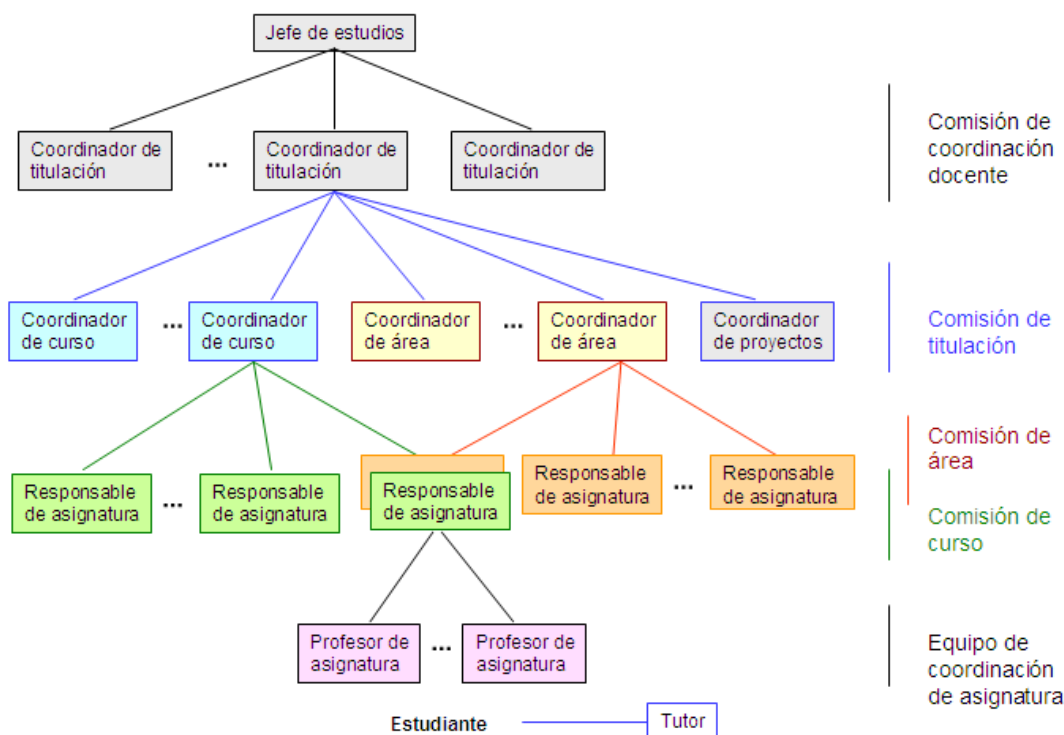 Jefe de estudios
Coordinador de
titulación
...
Coordinador de
titulación
Coordinador de
titulación
Comisión de
coordinación
docente
Coordinador
de curso
...
Coordinador
de curso
Coordinador
de área
...
Coordinador
de área
Coordinador
de proyectos
Comisión de
titulación
Responsable
de asignatura
...
Responsable
de asignatura
Responsable
de asignatura
Responsable
de asignatura
...
Responsable
de asignatura
Comisión de
área
Comisión de
curso
Profesor de
asignatura
...
Profesor de
asignatura
Equipo de
coordinación
de asignatura
Estudiante
Tutor